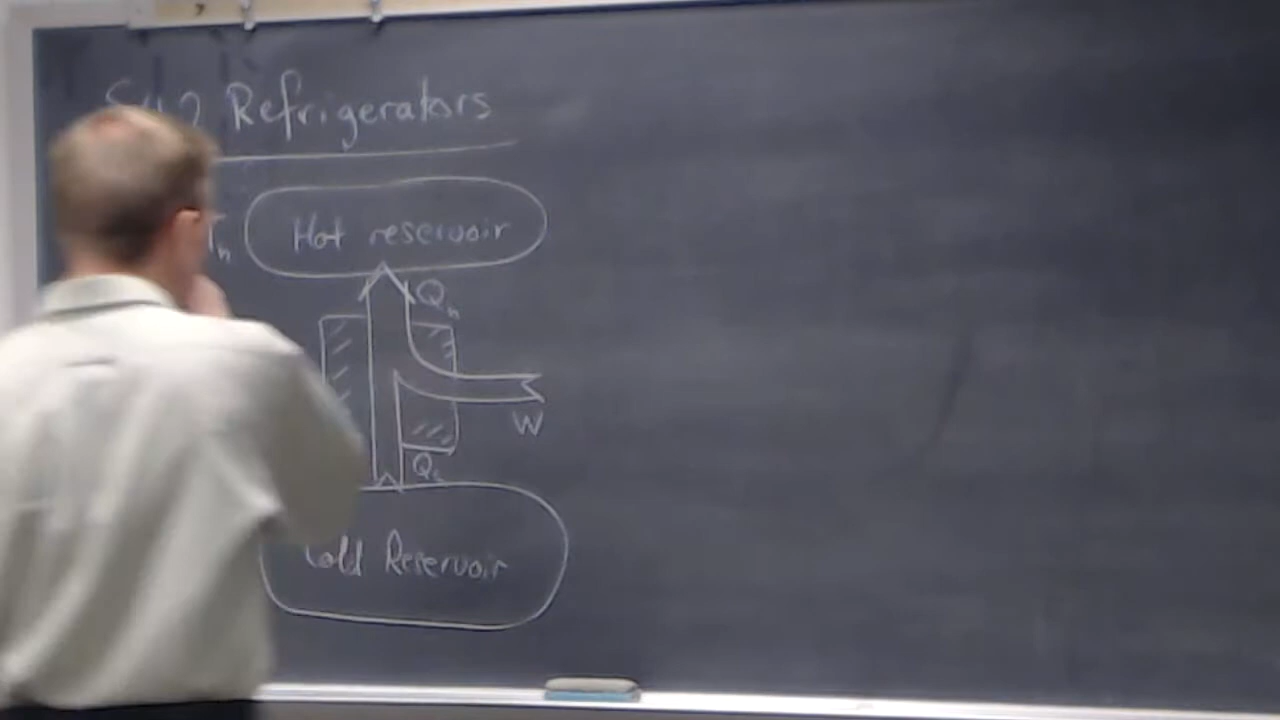 Refrigerators
Hot reservoir
Qh
W
Qc
Cold Reservoir